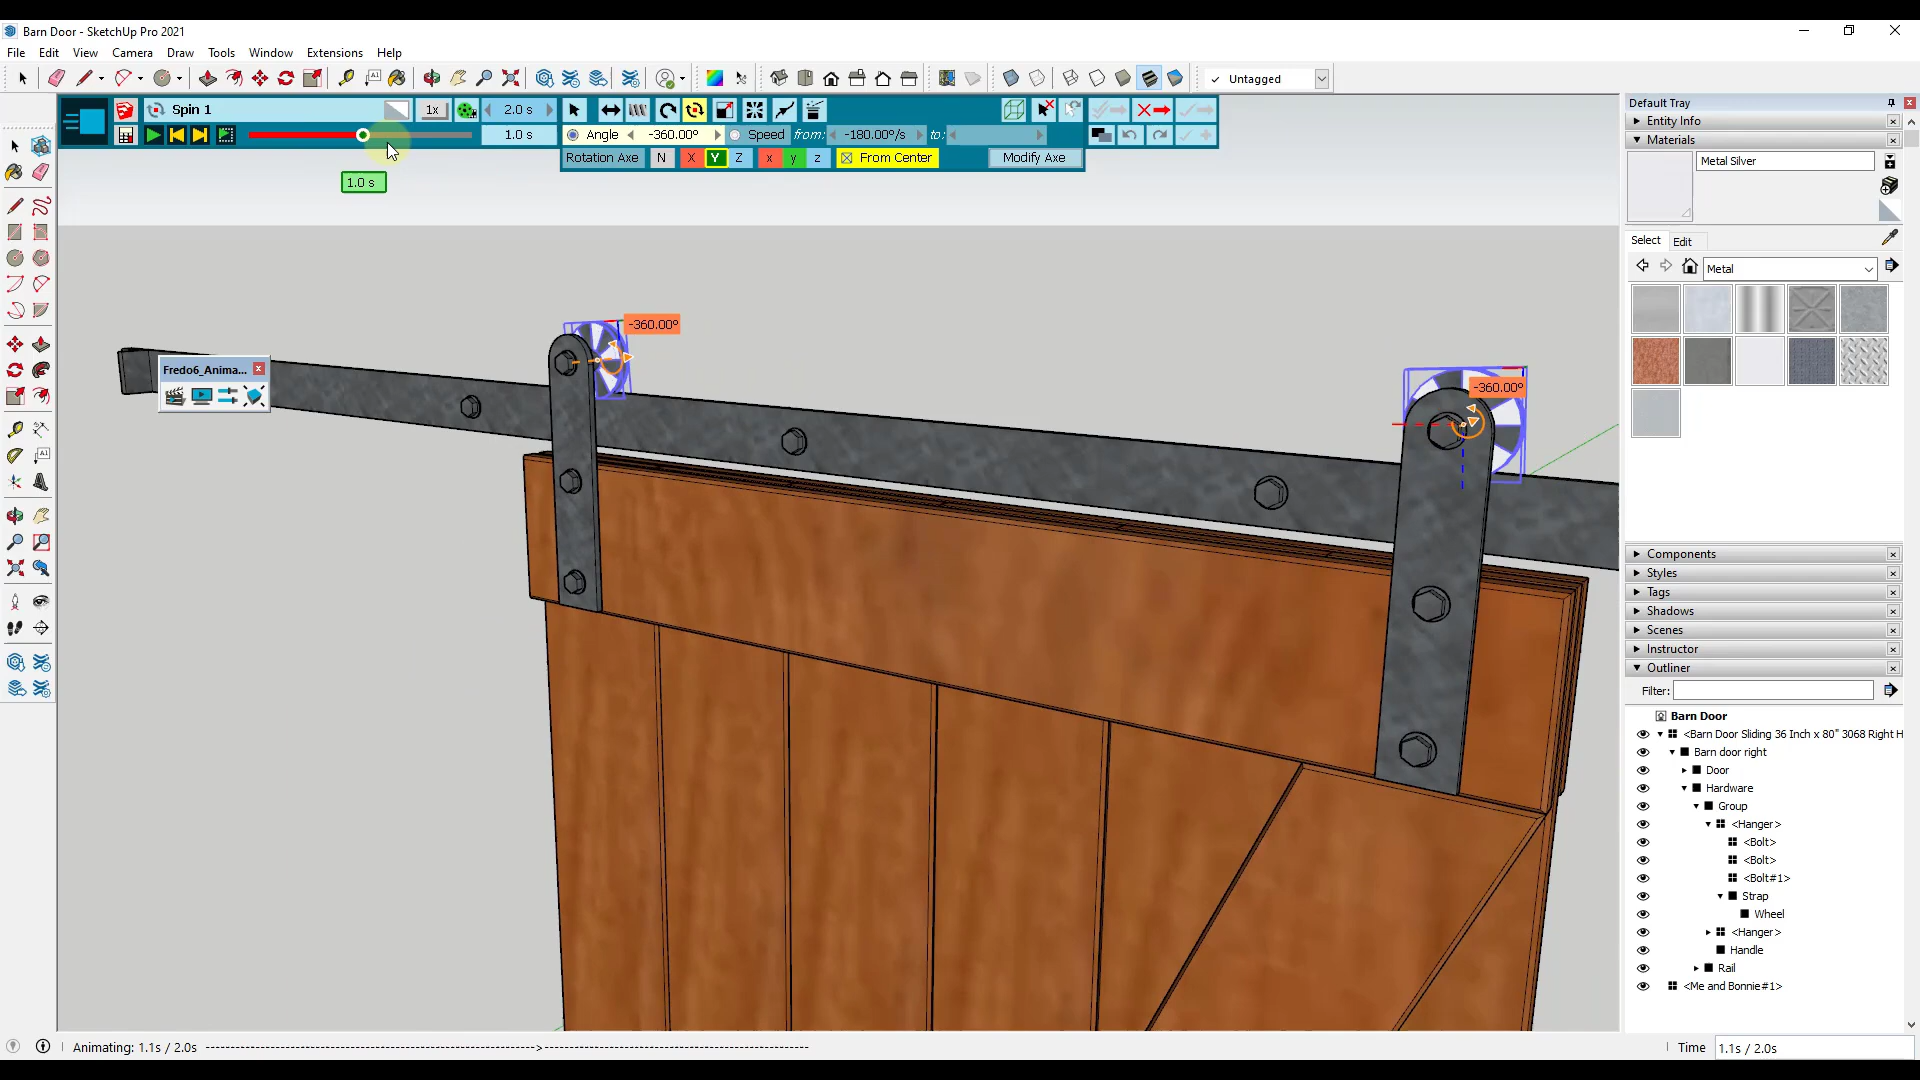 Barn Door - SketchUp Pro 2021
File Edit View Camera Draw Tools Window Extensions Help
Untagged
Spin 1
1x
2.0 s
1.0 s
Angle -360.00º Speed from: -180.00º/s to:
Rotation Axe N X Y Z x y z From Center Modify Axe
1.0 s
-360.00º
-360.00º
Fredo6_Anima...
Default Tray
Entity Info
Materials
Metal Silver
Select Edit
Metal
Components
Styles
Tags
Shadows
Scenes
Instructor
Outliner
Filter:
Barn Door
<Barn Door Sliding 36 Inch x 80" 3068 Right H
Barn door right
Door
Hardware
Group
<Hanger>
<Bolt>
<Bolt>
<Bolt#1>
Strap
Wheel
<Hanger>
Handle
Rail
<Me and Bonnie#1>
Animating: 1.1s / 2.0s
Time 1.1s / 2.0s